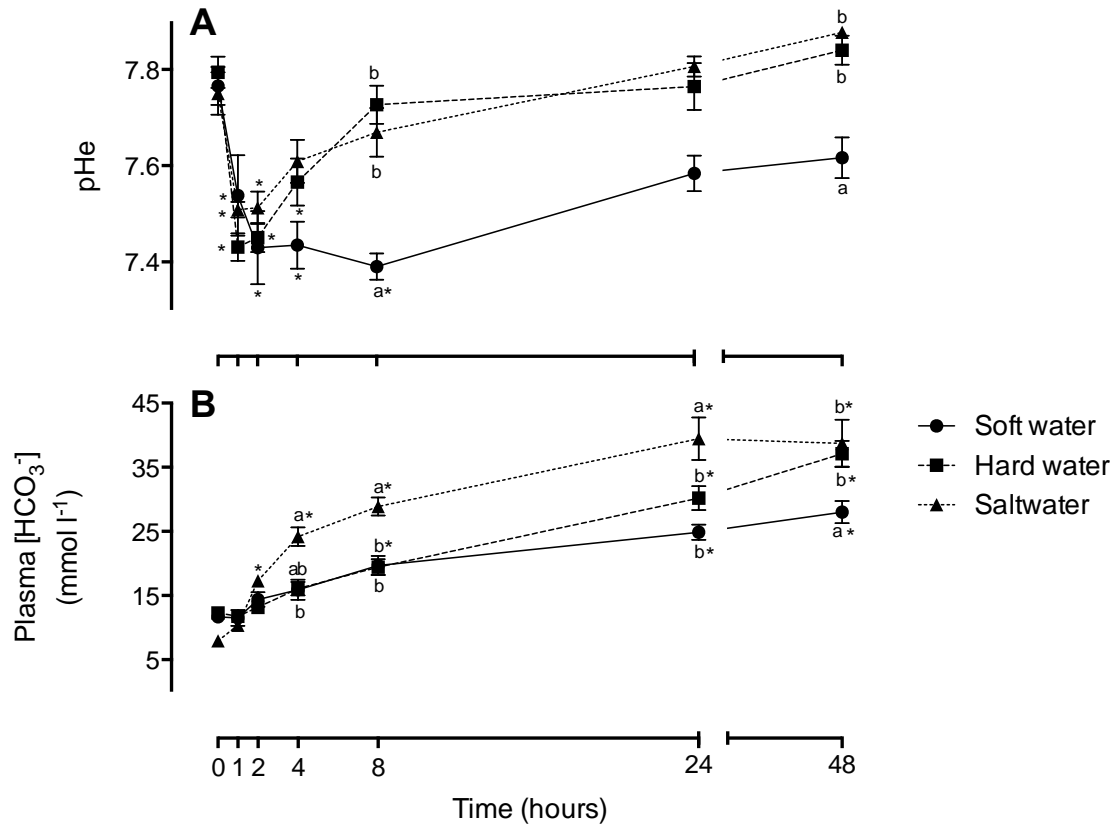 A
pHe
7.8
7.6
7.4
b
b
b
b
a
*
*
*
*
*
*
*
*
a*
B
Plasma [HCO₃⁻]
(mmol l⁻¹)
45
35
25
15
5
*
a*
ab
b
a*
b*
b
a*
b*
b*
b*
b*
a*
Soft water
Hard water
Saltwater
0 1 2 4 8 24 48
Time (hours)